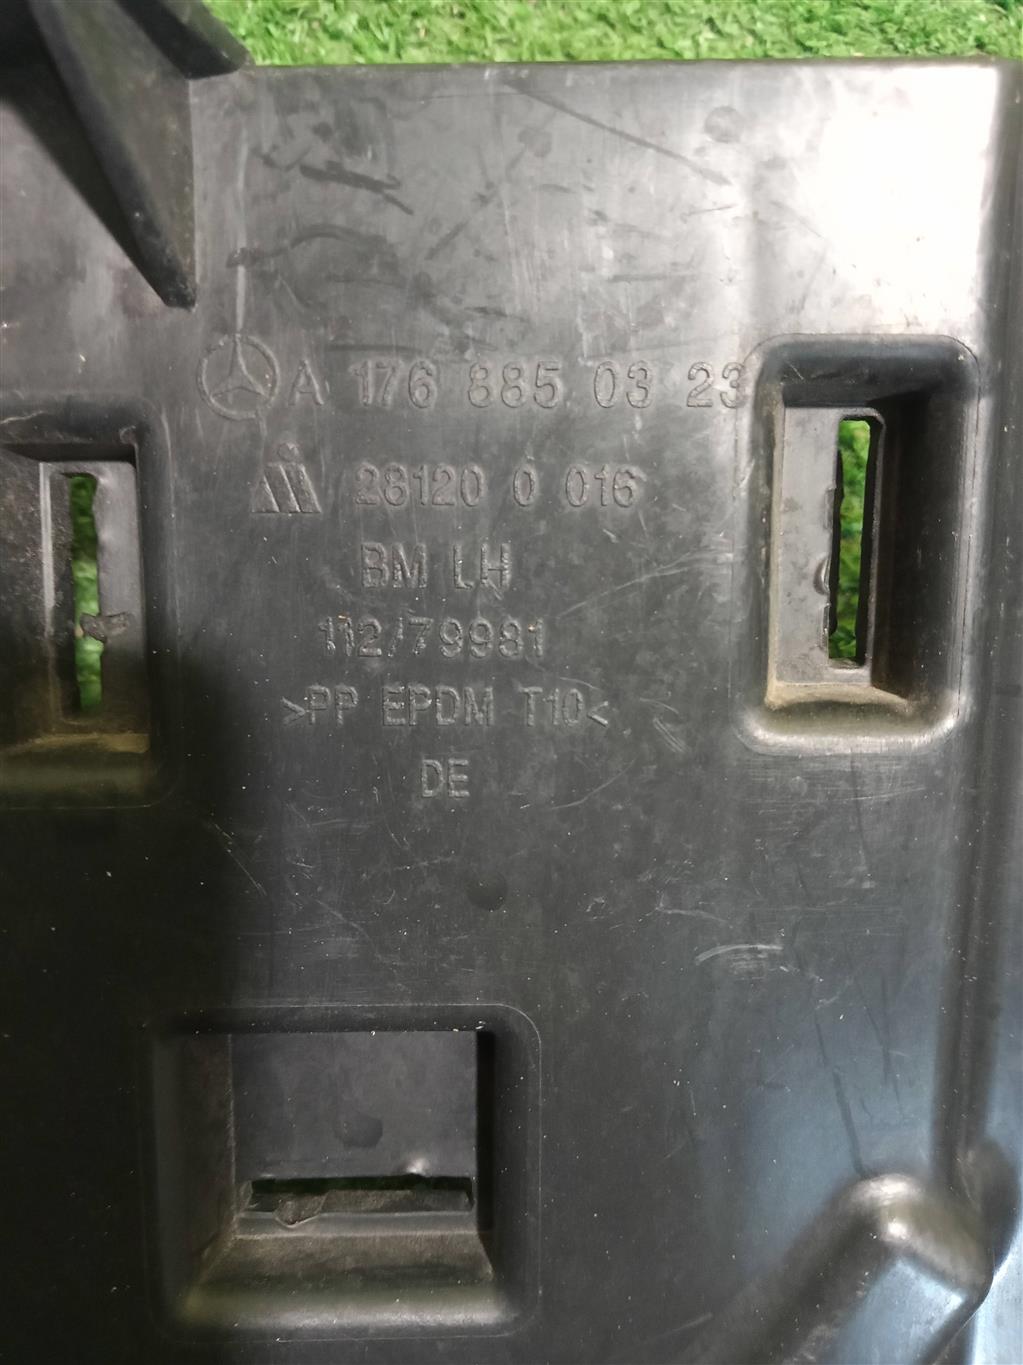 A 176 885 03 23
28120 0 016
BM LH
112/79981
>PP EPDM T10<
DE